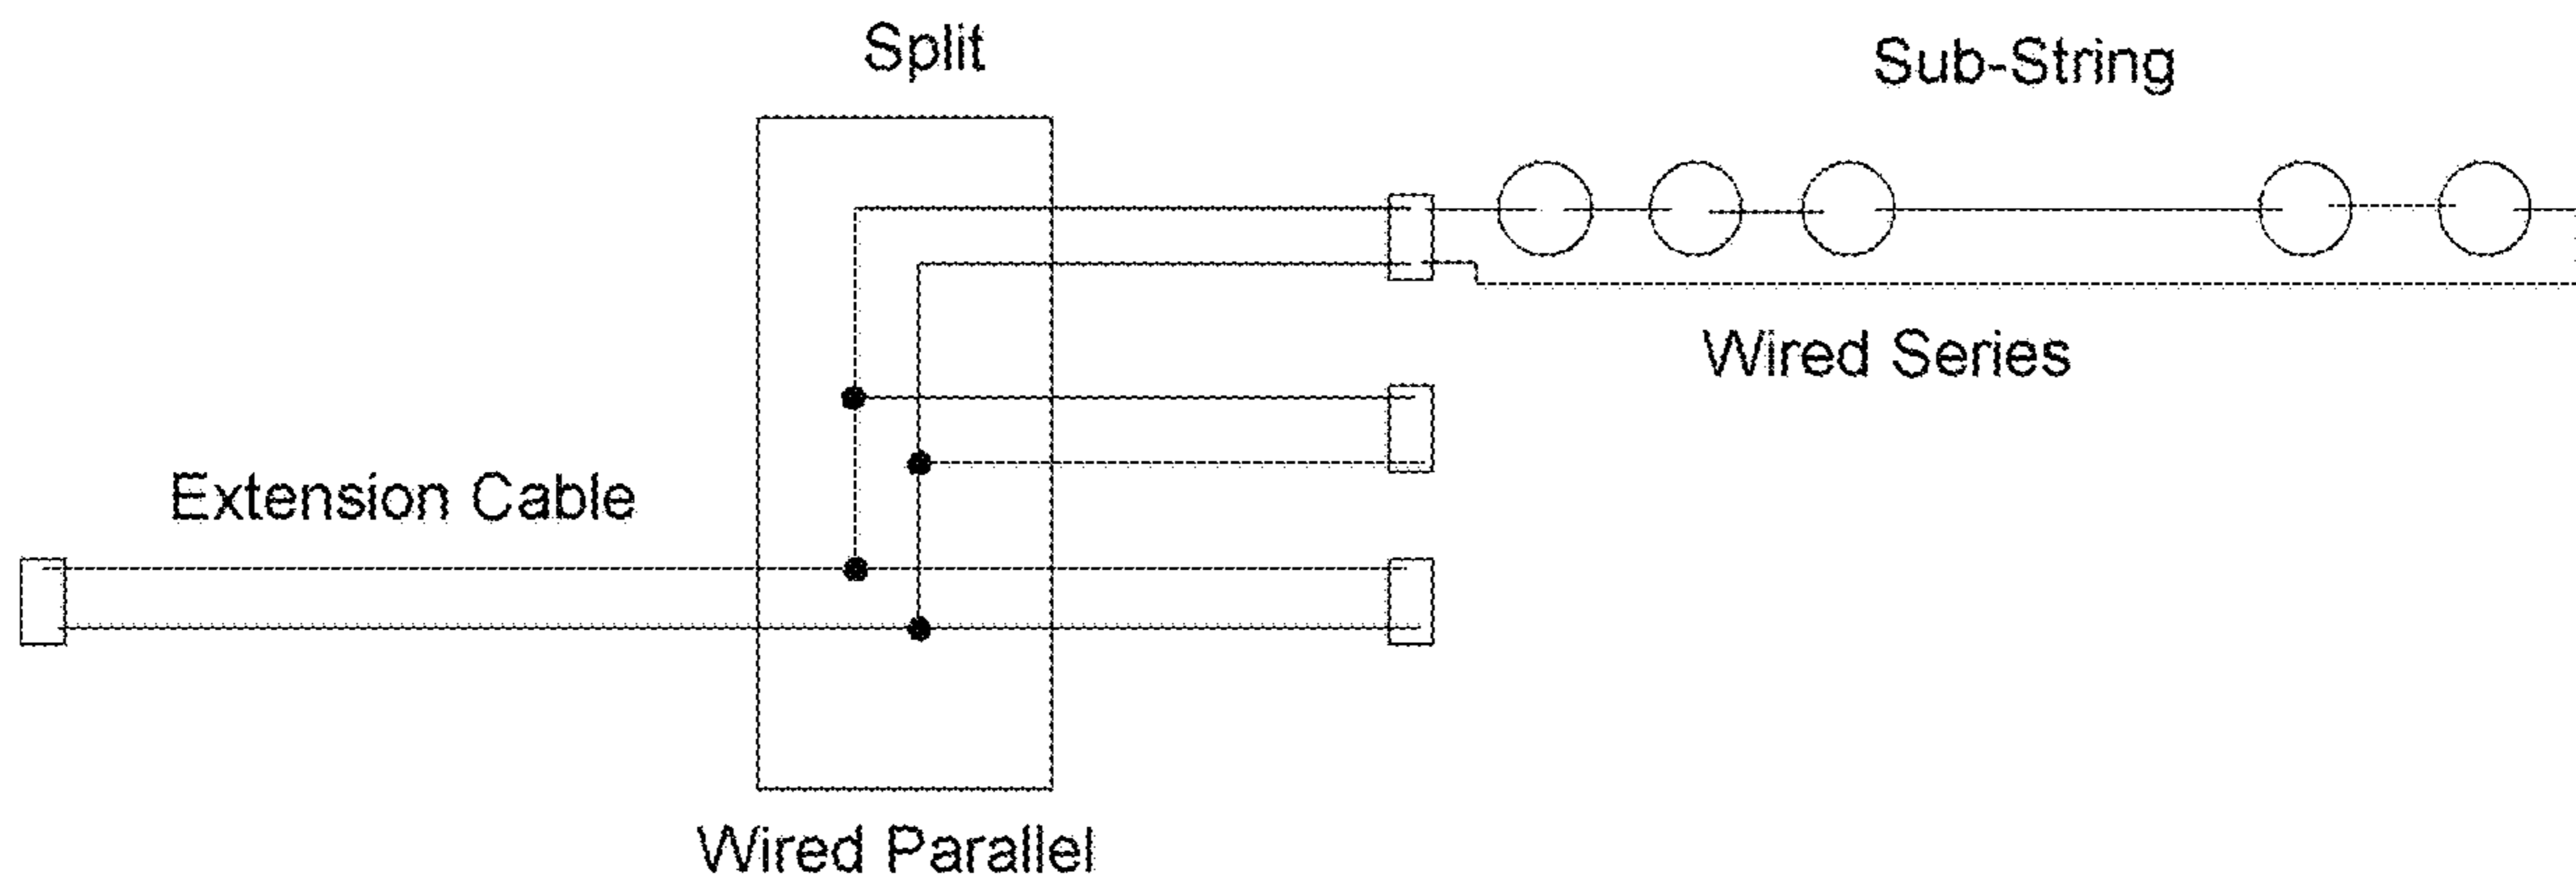 Split
Sub-String
Wired Series
Extension Cable
Wired Parallel